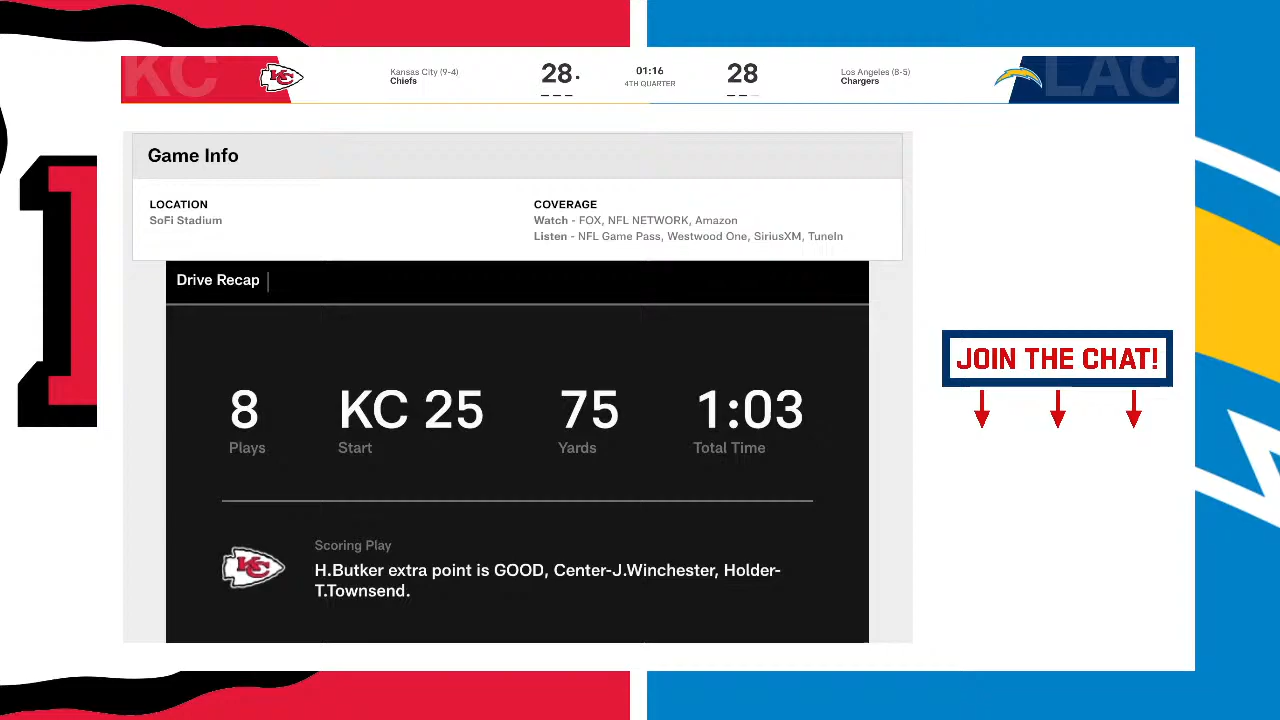 KC
KC
Kansas City (9-4)
Chiefs
28
01:16
4TH QUARTER
28
Los Angeles (8-5)
Chargers
LAC
Game Info
LOCATION
SoFi Stadium
COVERAGE
Watch - FOX, NFL NETWORK, Amazon
Listen - NFL Game Pass, Westwood One, SiriusXM, TuneIn
Drive Recap
8
Plays
KC 25
Start
75
Yards
1:03
Total Time
JOIN THE CHAT!
KC
Scoring Play
H.Butker extra point is GOOD, Center-J.Winchester, Holder-
T.Townsend.